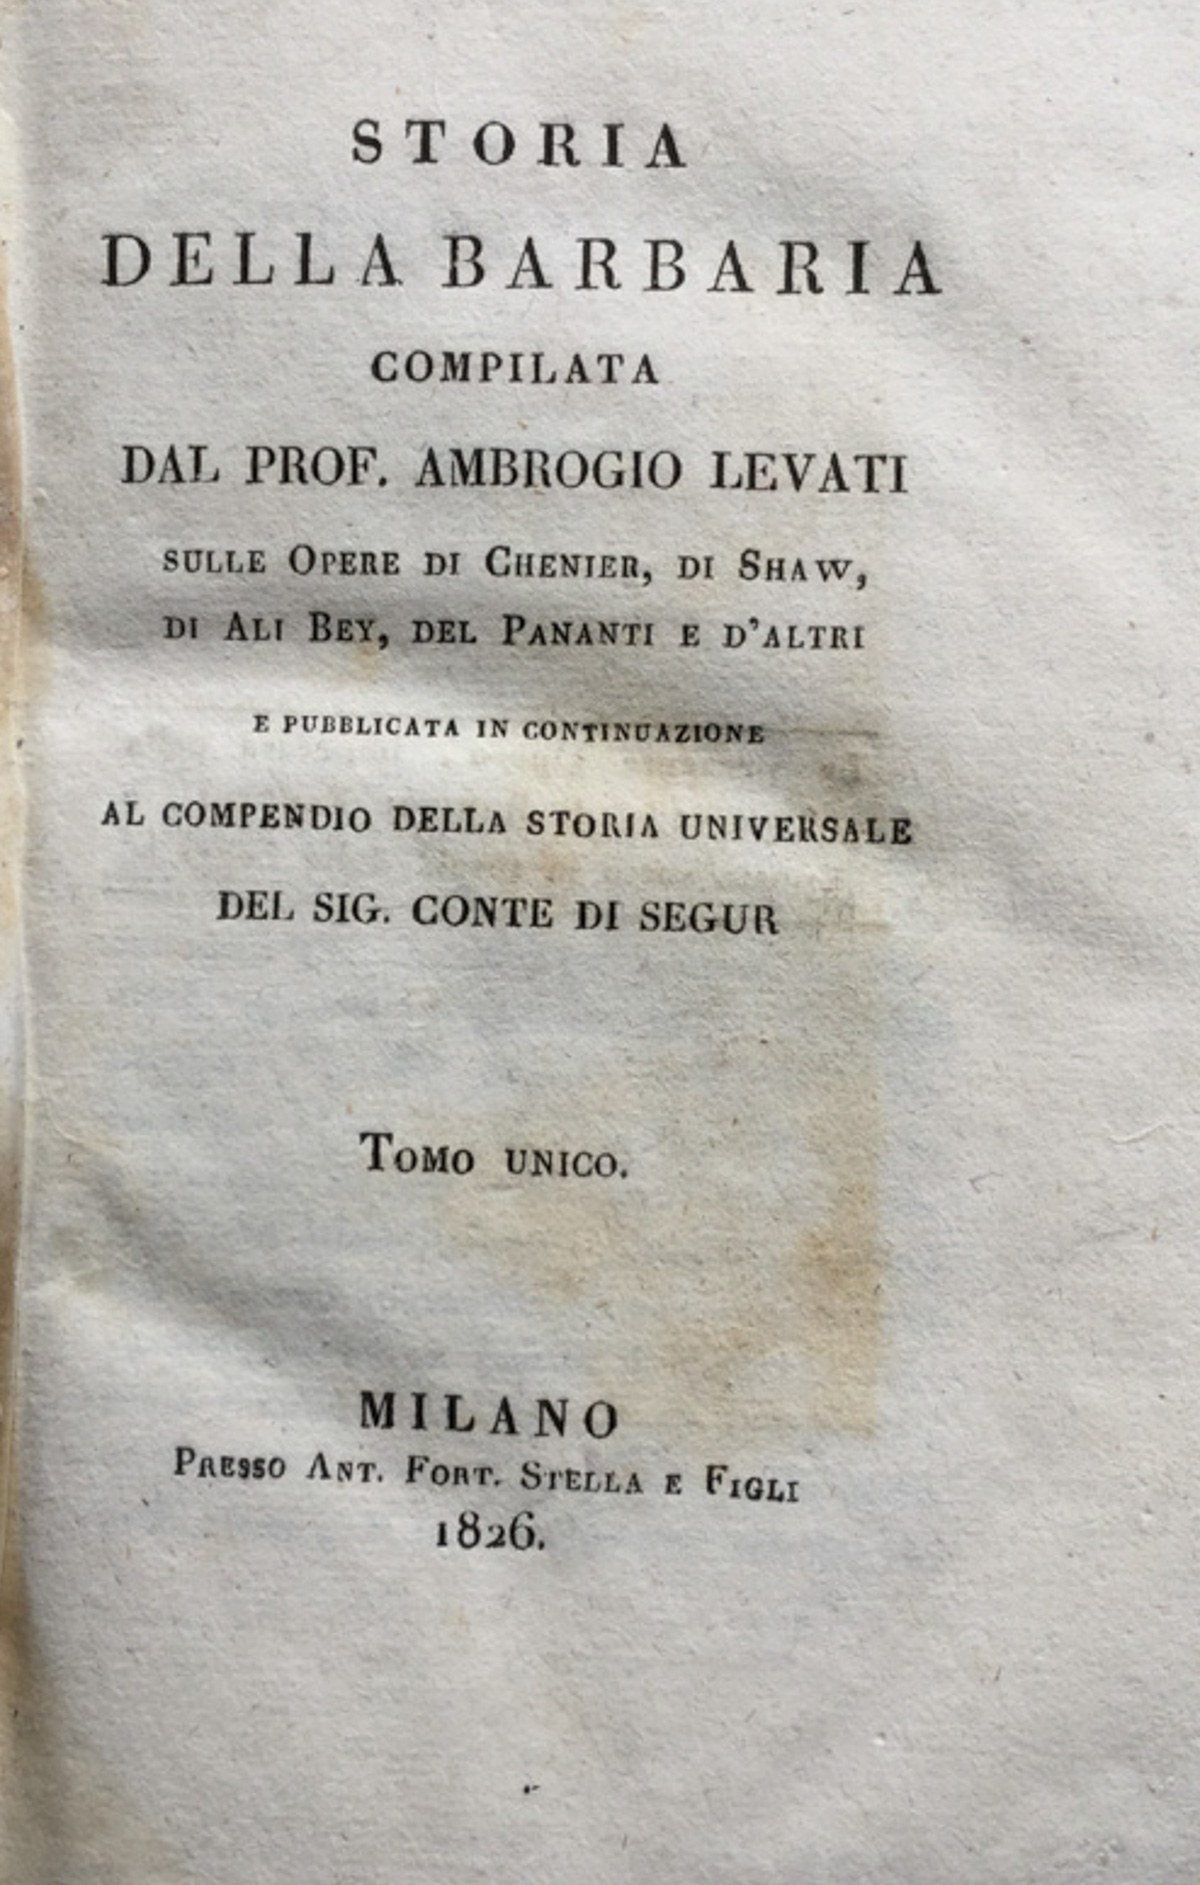 STORIA
DELLA BARBARIA
COMPILATA
DAL PROF. AMBROGIO LEVATI
SULLE OPERE DI CHENIER, DI SHAW,
DI ALI BEY, DEL PANANTI E D'ALTRI
E PUBBLICATA IN CONTINUAZIONE
AL COMPENDIO DELLA STORIA UNIVERSALE
DEL SIG. CONTE DI SEGUR
TOMO UNICO.
MILANO
PRESSO ANT. FORT. STELLA E FIGLI
1826.